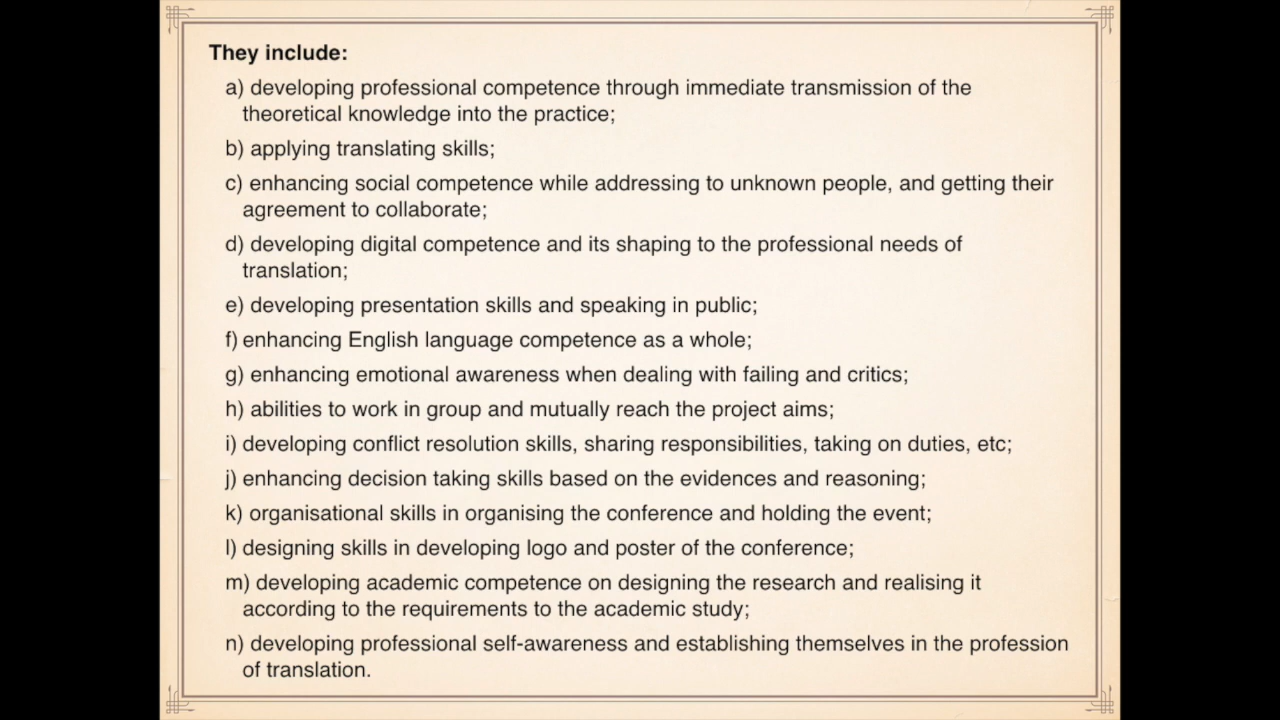 They include:
a) developing professional competence through immediate transmission of the
theoretical knowledge into the practice;
b) applying translating skills;
c) enhancing social competence while addressing to unknown people, and getting their
agreement to collaborate;
d) developing digital competence and its shaping to the professional needs of
translation;
e) developing presentation skills and speaking in public;
f) enhancing English language competence as a whole;
g) enhancing emotional awareness when dealing with failing and critics;
h) abilities to work in group and mutually reach the project aims;
i) developing conflict resolution skills, sharing responsibilities, taking on duties, etc;
j) enhancing decision taking skills based on the evidences and reasoning;
k) organisational skills in organising the conference and holding the event;
l) designing skills in developing logo and poster of the conference;
m) developing academic competence on designing the research and realising it
according to the requirements to the academic study;
n) developing professional self-awareness and establishing themselves in the profession
of translation.